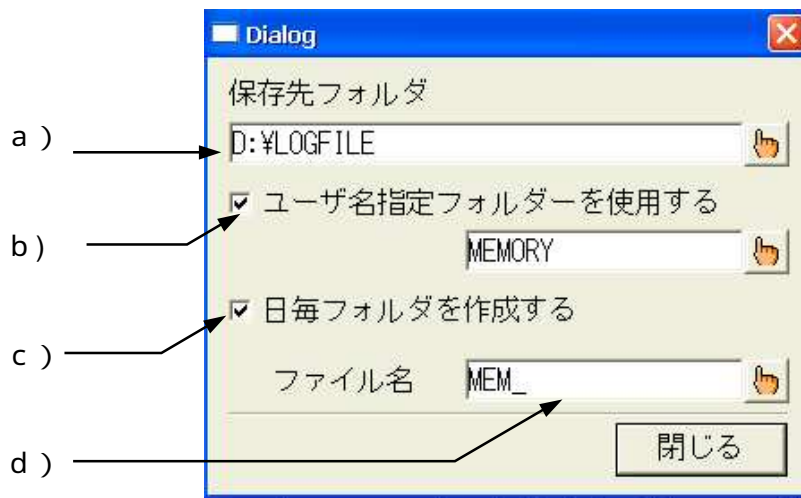 Dialog
保存先フォルダ
a )
D:¥LOGFILE
ユーザ名指定フォルダーを使用する
b )
MEMORY
日毎フォルダを作成する
c )
ファイル名 MEM_
閉じる
d )